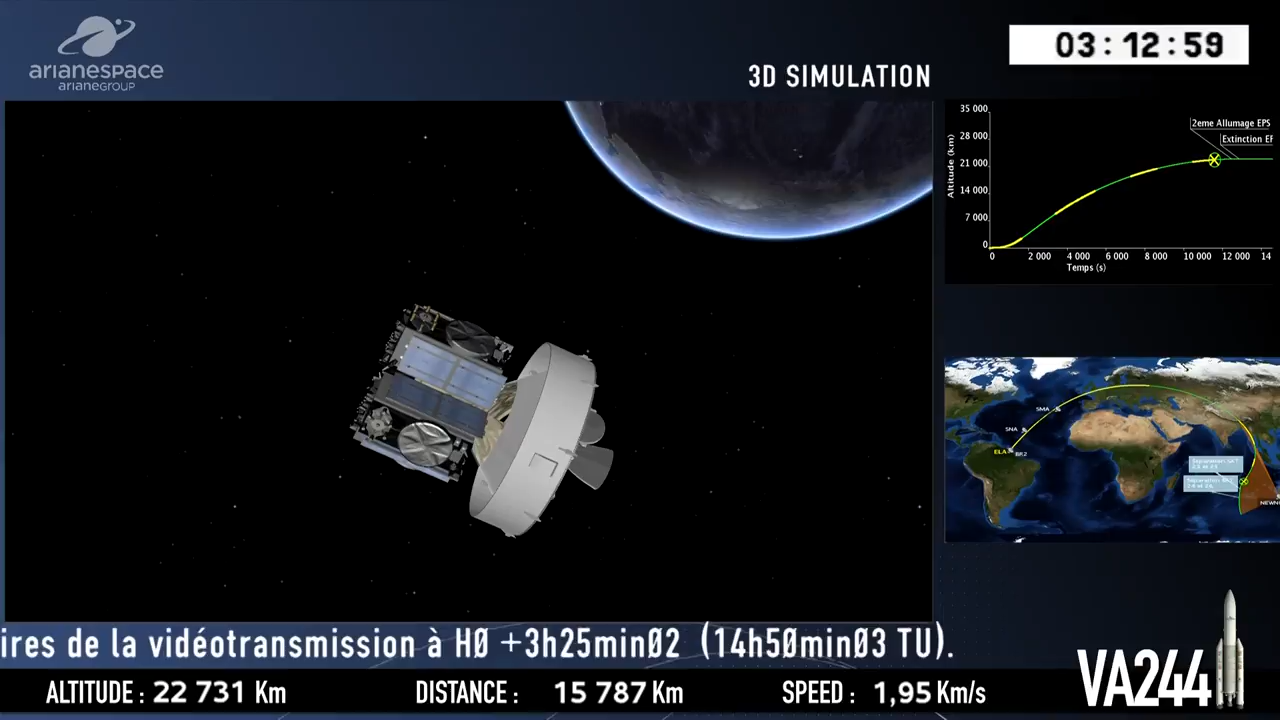 arianespace
arianeGROUP
3D SIMULATION
03:12:59
35 000
28 000
21 000
14 000
7 000
0
Altitude (km)
2eme Allumage EPS
Extinction EF
0 2 000 4 000 6 000 8 000 10 000 12 000 14
Temps (s)
SMA
SNA
ELA
BR2
NEWN
ires de la vidéotransmission à HØ +3h25minØ2 (14h5ØminØ3 TU).
ALTITUDE : 22 731 Km
DISTANCE : 15 787 Km
SPEED : 1,95 Km/s
VA244